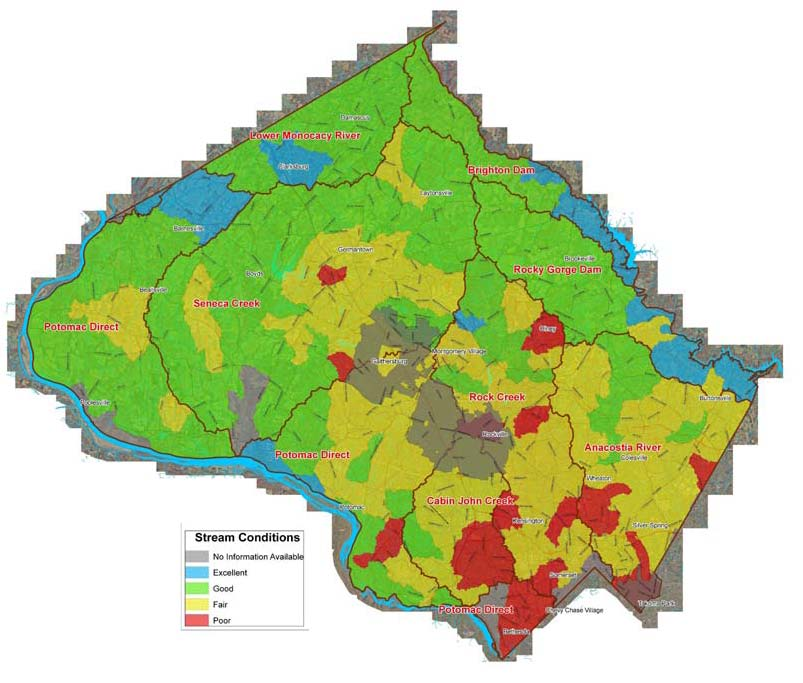 Damascus
Lower Monocacy River
Clarksburg
Brighton Dam
Laytonsville
Barnesville
Germantown
Brookeville
Rocky Gorge Dam
Boyds
Beallsville
Seneca Creek
Potomac Direct
Olney
Montgomery Village
Gaithersburg
Rock Creek
Burtonsville
Poolesville
Rockville
Anacostia River
Potomac Direct
Colesville
Wheaton
Cabin John Creek
Potomac
Kensington
Silver Spring
Stream Conditions
No Information Available
Excellent
Good
Fair
Poor
Somerset
Takoma Park
Potomac Direct
Chevy Chase Village
Bethesda